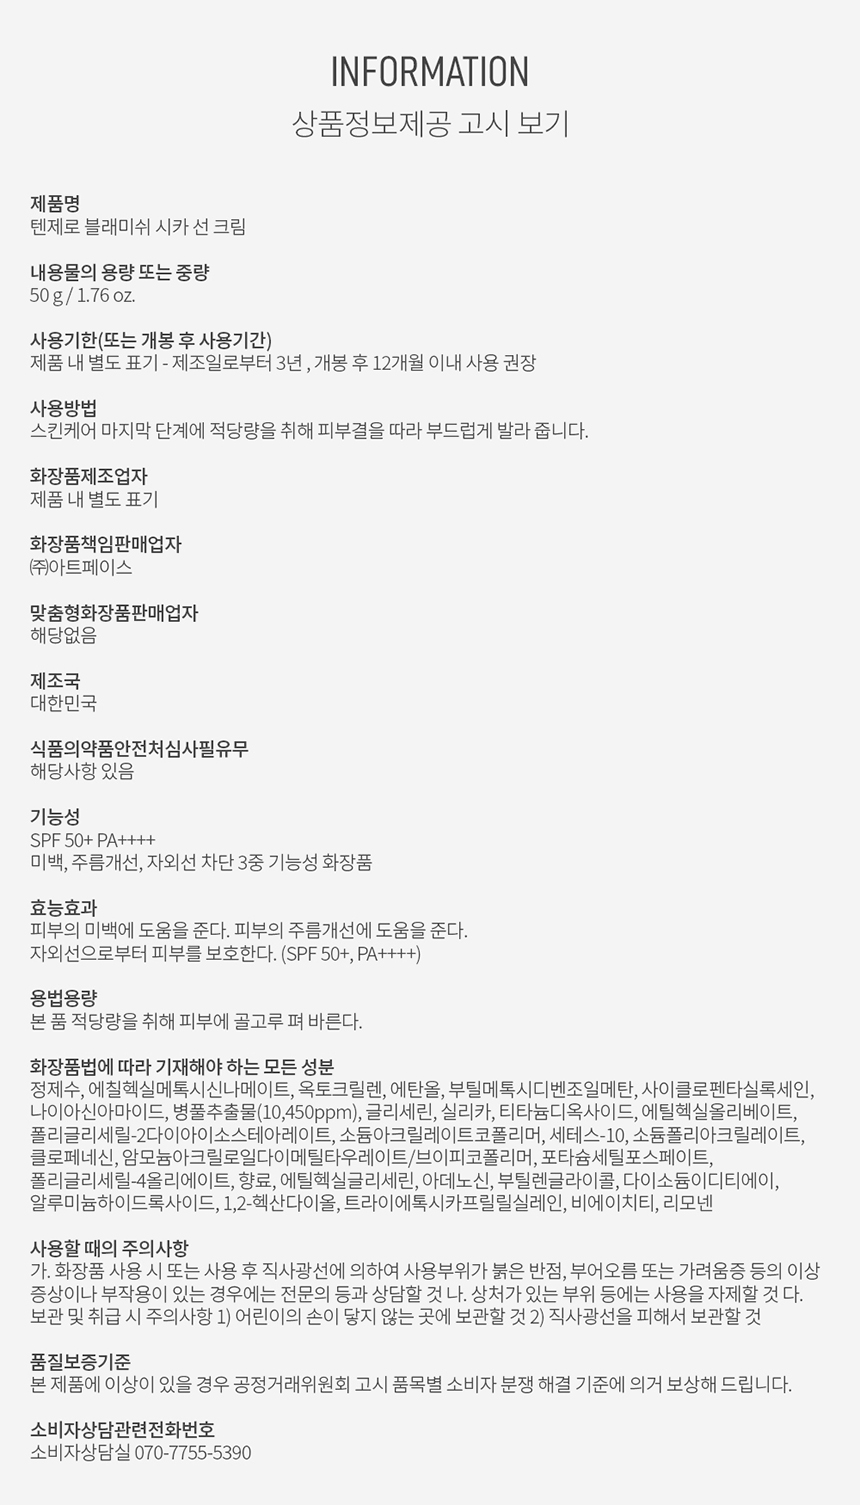 INFORMATION
상품정보제공 고시 보기
제품명
텐제로 블래미쉬 시카 선 크림
내용물의 용량 또는 중량
50 g / 1.76 oz.
사용기한(또는 개봉 후 사용기간)
제품 내 별도 표기 - 제조일로부터 3년 , 개봉 후 12개월 이내 사용 권장
사용방법
스킨케어 마지막 단계에 적당량을 취해 피부결을 따라 부드럽게 발라 줍니다.
화장품제조업자
제품 내 별도 표기
화장품책임판매업자
㈜아트페이스
맞춤형화장품판매업자
해당없음
제조국
대한민국
식품의약품안전처심사필유무
해당사항 있음
기능성
SPF 50+ PA++++
미백, 주름개선, 자외선 차단 3중 기능성 화장품
효능효과
피부의 미백에 도움을 준다. 피부의 주름개선에 도움을 준다.
자외선으로부터 피부를 보호한다. (SPF 50+, PA++++)
용법용량
본 품 적당량을 취해 피부에 골고루 펴 바른다.
화장품법에 따라 기재해야 하는 모든 성분
정제수, 에칠헥실메톡시신나메이트, 옥토크릴렌, 에탄올, 부틸메톡시디벤조일메탄, 사이클로펜타실록세인,
나이아신아마이드, 병풀추출물(10,450ppm), 글리세린, 실리카, 티타늄디옥사이드, 에틸헥실올리베이트,
폴리글리세릴-2다이아이소스테아레이트, 소듐아크릴레이트코폴리머, 세테스-10, 소듐폴리아크릴레이트,
클로페네신, 암모늄아크릴로일다이메틸타우레이트/브이피코폴리머, 포타슘세틸포스페이트,
폴리글리세릴-4올리에이트, 향료, 에틸헥실글리세린, 아데노신, 부틸렌글라이콜, 다이소듐이디티에이,
알루미늄하이드록사이드, 1,2-헥산다이올, 트라이에톡시카프릴릴실레인, 비에이치티, 리모넨
사용할 때의 주의사항
가. 화장품 사용 시 또는 사용 후 직사광선에 의하여 사용부위가 붉은 반점, 부어오름 또는 가려움증 등의 이상
증상이나 부작용이 있는 경우에는 전문의 등과 상담할 것 나. 상처가 있는 부위 등에는 사용을 자제할 것 다.
보관 및 취급 시 주의사항 1) 어린이의 손이 닿지 않는 곳에 보관할 것 2) 직사광선을 피해서 보관할 것
품질보증기준
본 제품에 이상이 있을 경우 공정거래위원회 고시 품목별 소비자 분쟁 해결 기준에 의거 보상해 드립니다.
소비자상담관련전화번호
소비자상담실 070-7755-5390